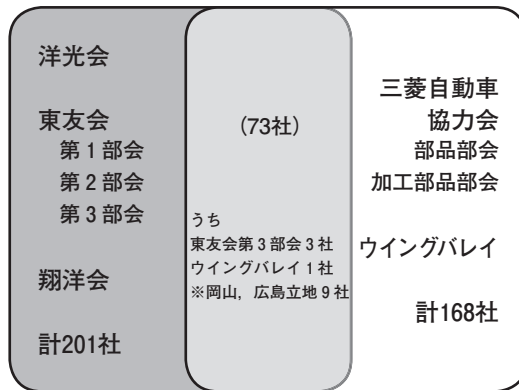 洋光会
東友会
第1部会
第2部会
第3部会
翔洋会
計201社
(73社)
うち
東友会第3部会3社
ウイングバレイ1社
※岡山，広島立地9社
三菱自動車
協力会
部品部会
加工部品部会
ウイングバレイ
計168社